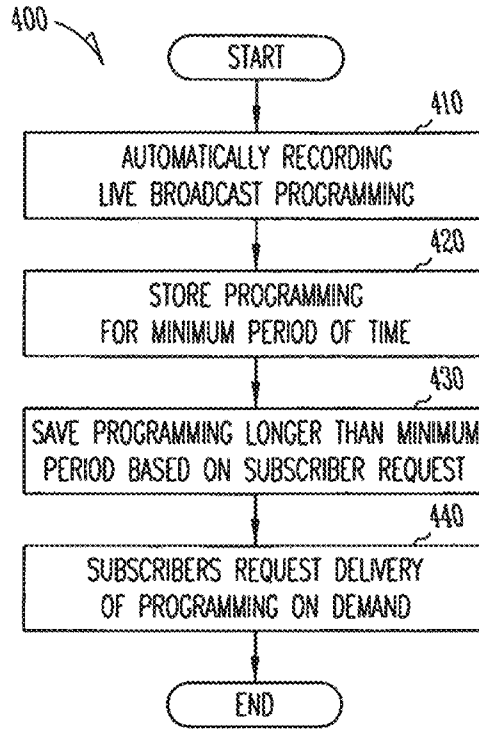 400
START
410
AUTOMATICALLY RECORDING
LIVE BROADCAST PROGRAMMING
420
STORE PROGRAMMING
FOR MINIMUM PERIOD OF TIME
430
SAVE PROGRAMMING LONGER THAN MINIMUM
PERIOD BASED ON SUBSCRIBER REQUEST
440
SUBSCRIBERS REQUEST DELIVERY
OF PROGRAMMING ON DEMAND
END